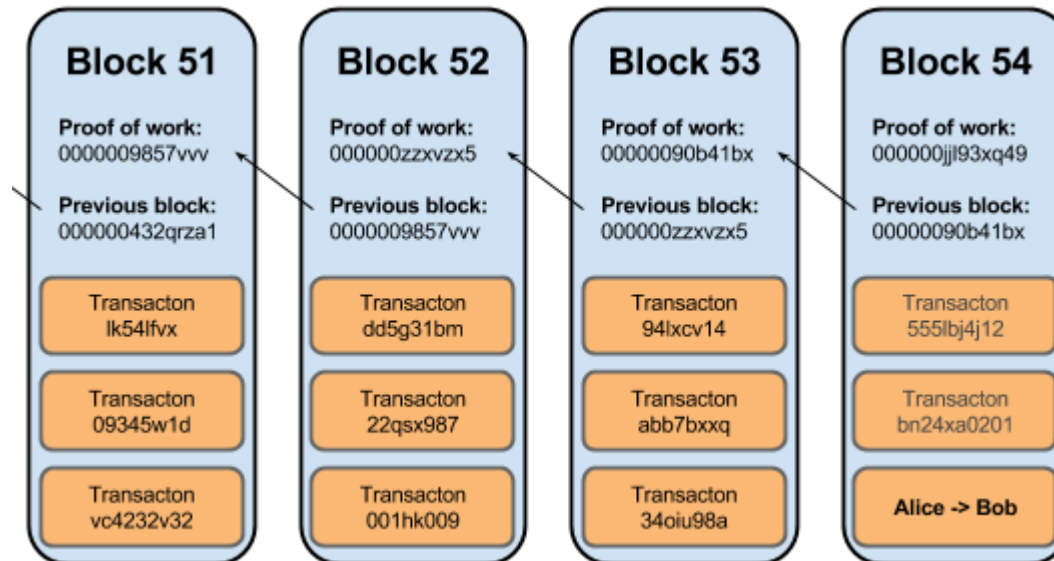 Block 51
Proof of work:
0000009857vvv
Previous block:
000000432qrza1
Transacton
lk54lfvx
Transacton
09345w1d
Transacton
vc4232v32
Block 52
Proof of work:
000000zzxvzx5
Previous block:
0000009857vvv
Transacton
dd5g31bm
Transacton
22qsx987
Transacton
001hk009
Block 53
Proof of work:
00000090b41bx
Previous block:
000000zzxvzx5
Transacton
94lxcv14
Transacton
abb7bxxq
Transacton
34oiu98a
Block 54
Proof of work:
000000jjl93xq49
Previous block:
00000090b41bx
Transacton
555lbj4j12
Transacton
bn24xa0201
Alice -> Bob